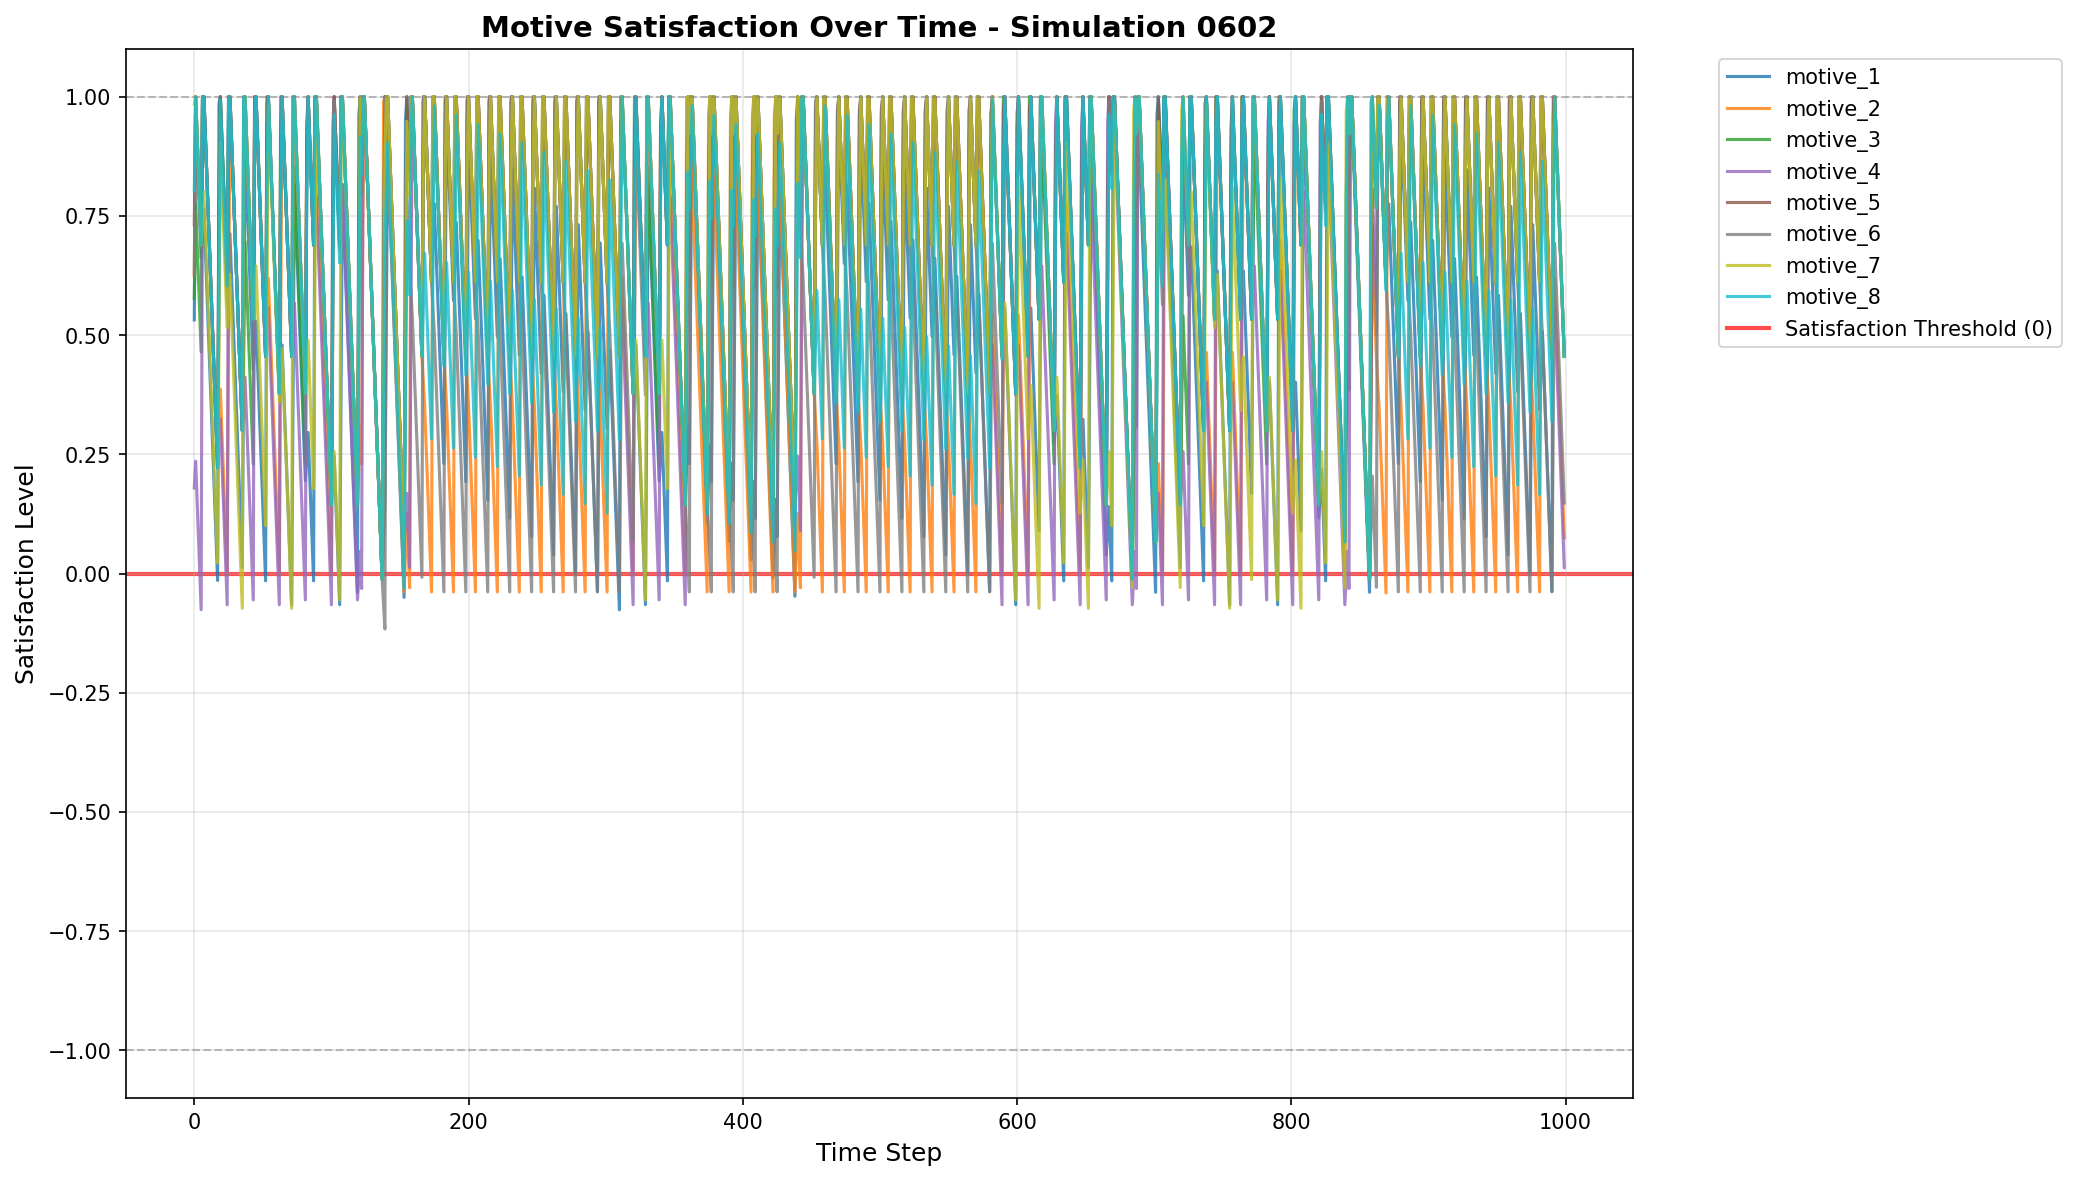 Motive Satisfaction Over Time - Simulation 0602
Satisfaction Level
1.00
0.75
0.50
0.25
0.00
−0.25
−0.50
−0.75
−1.00
0
200
400
600
800
1000
Time Step
motive_1
motive_2
motive_3
motive_4
motive_5
motive_6
motive_7
motive_8
Satisfaction Threshold (0)